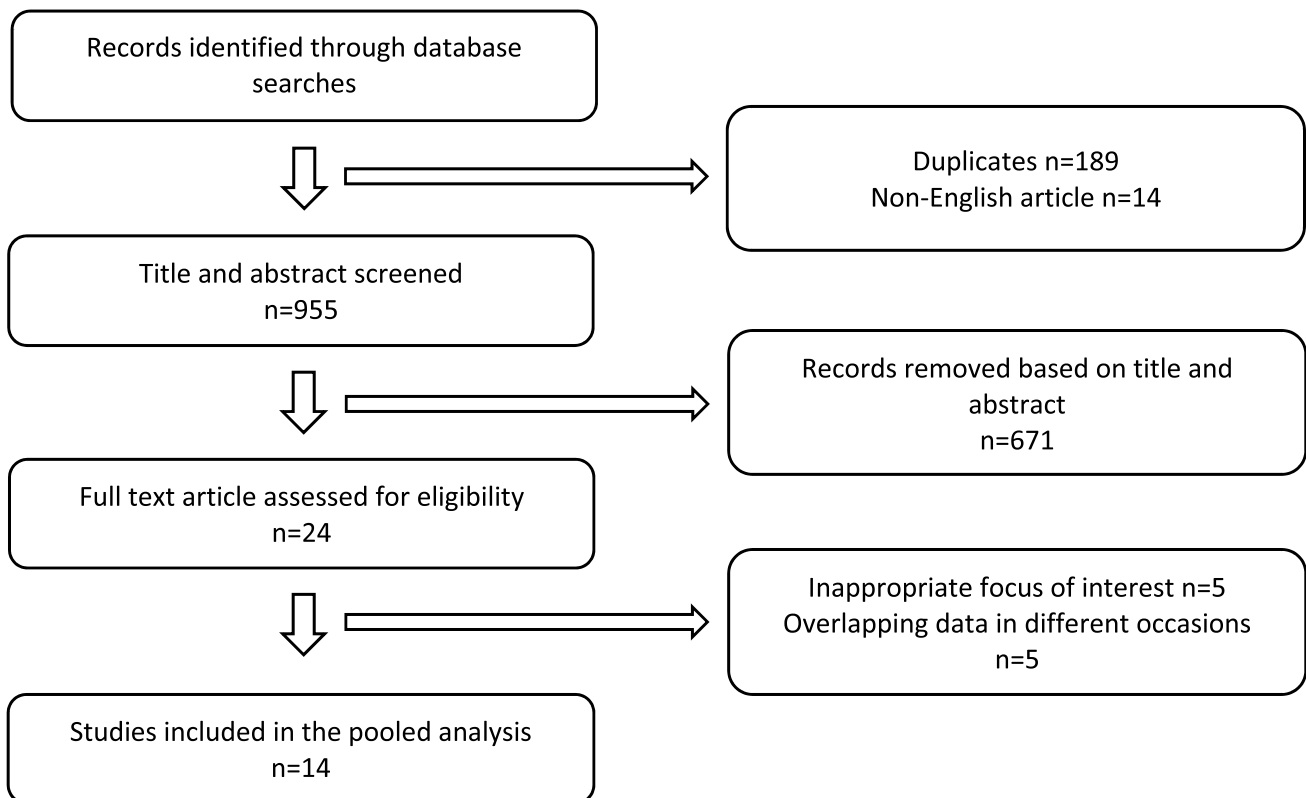 Records identified through database
searches
Duplicates n=189
Non-English article n=14
Title and abstract screened
n=955
Records removed based on title and
abstract
n=671
Full text article assessed for eligibility
n=24
Inappropriate focus of interest n=5
Overlapping data in different occasions
n=5
Studies included in the pooled analysis
n=14